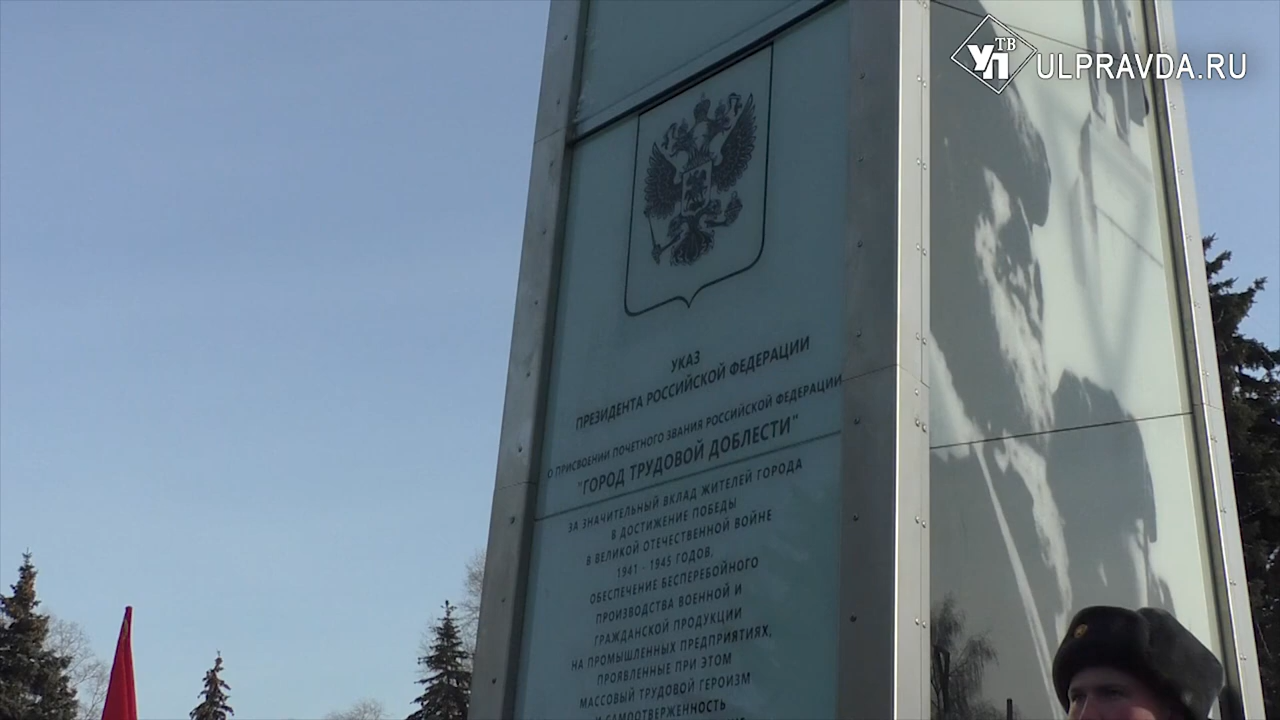 УП ТВ
ULPRAVDA.RU
УКАЗ
ПРЕЗИДЕНТА РОССИЙСКОЙ ФЕДЕРАЦИИ
О ПРИСВОЕНИИ ПОЧЕТНОГО ЗВАНИЯ РОССИЙСКОЙ ФЕДЕРАЦИИ
"ГОРОД ТРУДОВОЙ ДОБЛЕСТИ"
ЗА ЗНАЧИТЕЛЬНЫЙ ВКЛАД ЖИТЕЛЕЙ ГОРОДА
В ДОСТИЖЕНИЕ ПОБЕДЫ
В ВЕЛИКОЙ ОТЕЧЕСТВЕННОЙ ВОЙНЕ
1941 - 1945 ГОДОВ,
ОБЕСПЕЧЕНИЕ БЕСПЕРЕБОЙНОГО
ПРОИЗВОДСТВА ВОЕННОЙ И
ГРАЖДАНСКОЙ ПРОДУКЦИИ
НА ПРОМЫШЛЕННЫХ ПРЕДПРИЯТИЯХ,
ПРОЯВЛЕННЫЕ ПРИ ЭТОМ
МАССОВЫЙ ТРУДОВОЙ ГЕРОИЗМ
И САМООТВЕРЖЕННОСТЬ